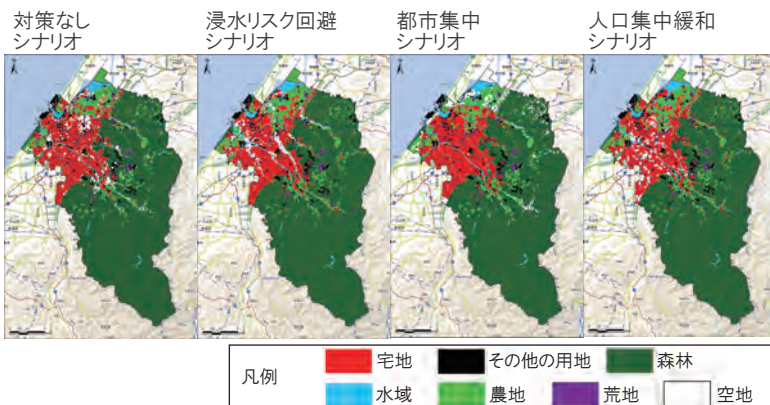 対策なし
シナリオ
浸水リスク回避
シナリオ
都市集中
シナリオ
人口集中緩和
シナリオ
凡例
宅地
その他の用地
森林
水域
農地
荒地
空地